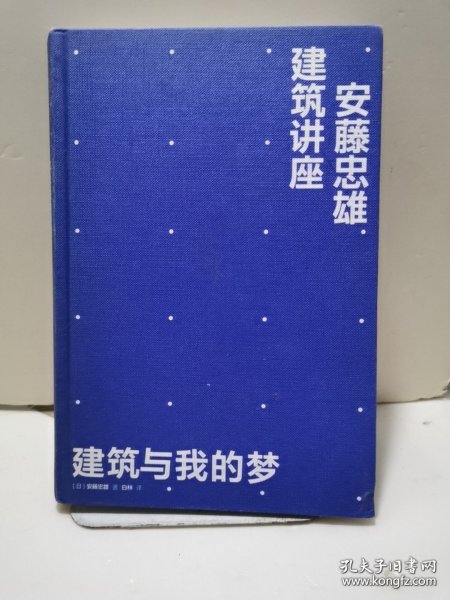 安藤忠雄
建筑讲座
建筑与我的梦
[日] 安藤忠雄 著 白林 译
孔夫子旧书网
www.kongfz.com